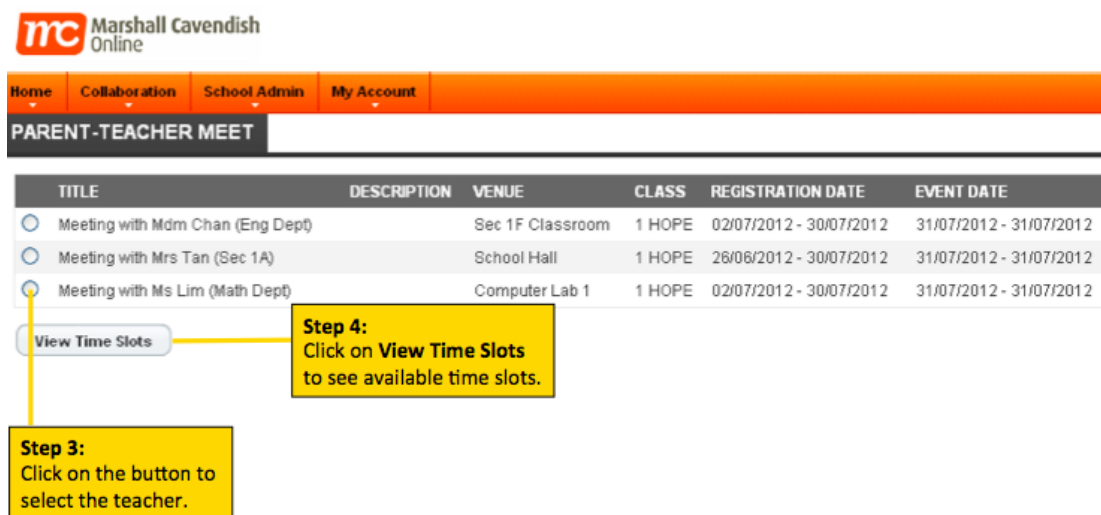 mc Marshall Cavendish
Online
Home Collaboration School Admin My Account
PARENT-TEACHER MEET
TITLE DESCRIPTION VENUE CLASS REGISTRATION DATE EVENT DATE
Meeting with Mdm Chan (Eng Dept) Sec 1F Classroom 1 HOPE 02/07/2012 - 30/07/2012 31/07/2012 - 31/07/2012
Meeting with Mrs Tan (Sec 1A) School Hall 1 HOPE 26/06/2012 - 30/07/2012 31/07/2012 - 31/07/2012
Meeting with Ms Lim (Math Dept) Computer Lab 1 1 HOPE 02/07/2012 - 30/07/2012 31/07/2012 - 31/07/2012
View Time Slots
Step 4:
Click on View Time Slots
to see available time slots.
Step 3:
Click on the button to
select the teacher.